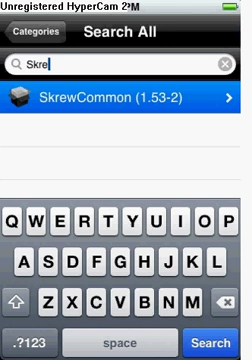 Unregistered HyperCam 2
Categories
Search All
Skre
SkrewCommon (1.53-2)
Q W E R T Y U I O P
A S D F G H J K L
Z X C V B N M
.?123
space
Search